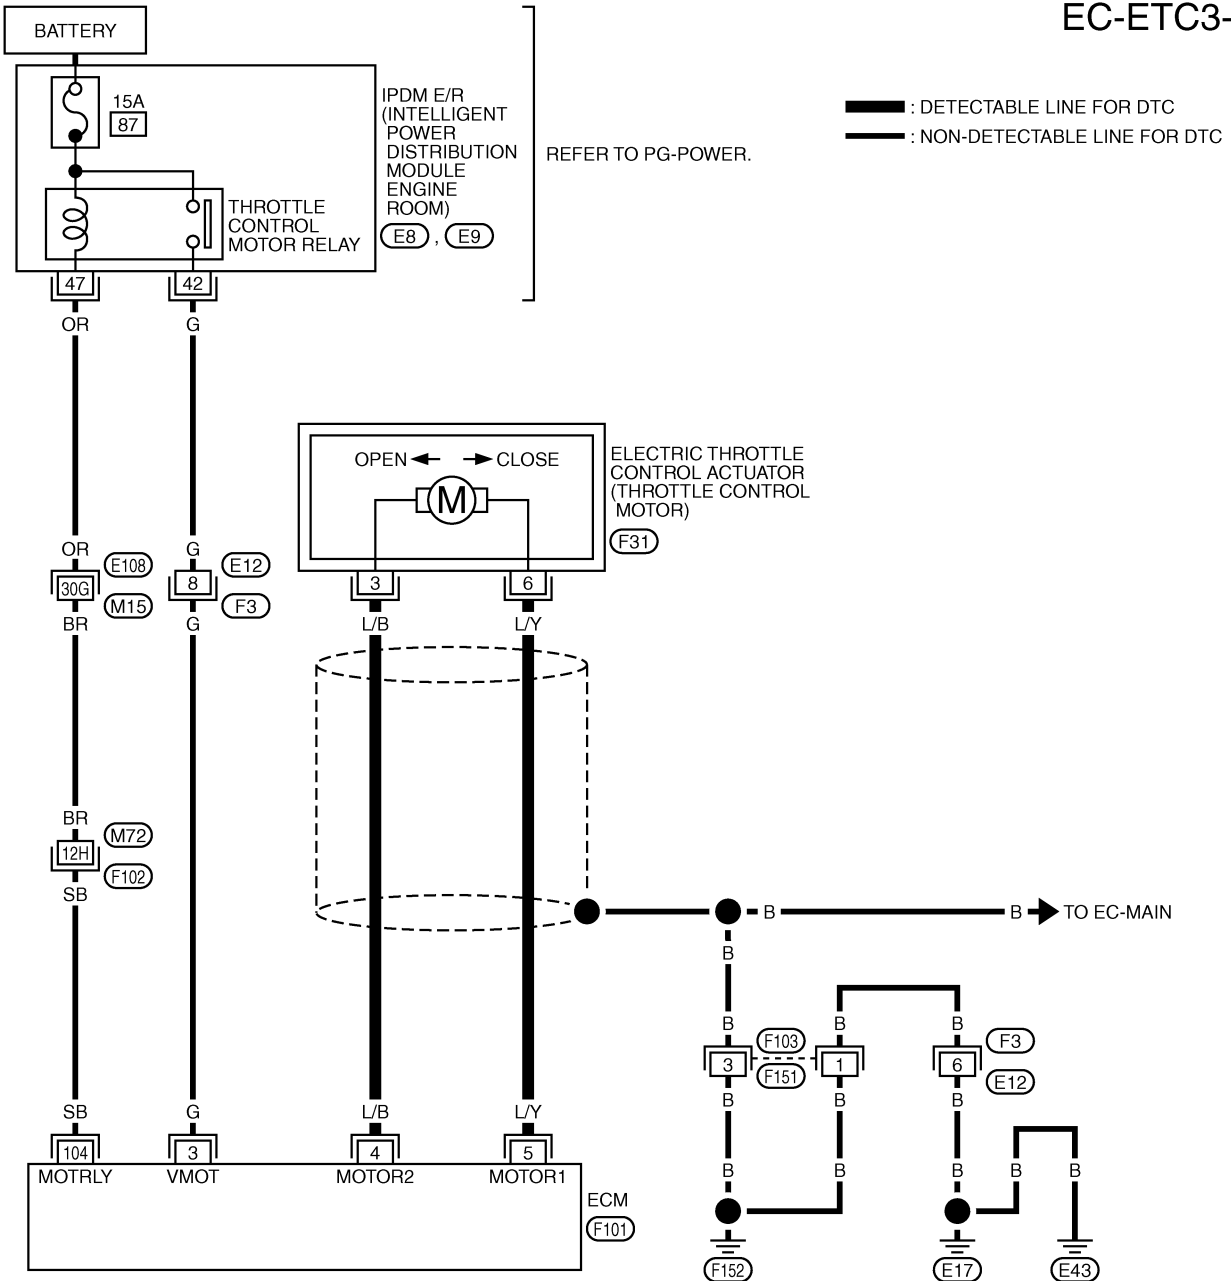 EC-ETC3-
BATTERY
: DETECTABLE LINE FOR DTC
: NON-DETECTABLE LINE FOR DTC
15A
87
IPDM E/R
(INTELLIGENT
POWER
DISTRIBUTION
MODULE
ENGINE
ROOM)
E8 , E9
REFER TO PG-POWER.
THROTTLE
CONTROL
MOTOR RELAY
47 42
OR G
OPEN CLOSE
M
ELECTRIC THROTTLE
CONTROL ACTUATOR
(THROTTLE CONTROL
MOTOR)
F31
OR G
E108 E12
30G 8 3 6
M15 F3
BR G L/B L/Y
BR
M72
12H
F102
SB
B B TO EC-MAIN
B
B B B
F103 F3
3 1 6
F151 E12
B B B
SB G L/B L/Y
104 3 4 5
MOTRLY VMOT MOTOR2 MOTOR1
B B B B B
ECM
F101
F152 E17 E43